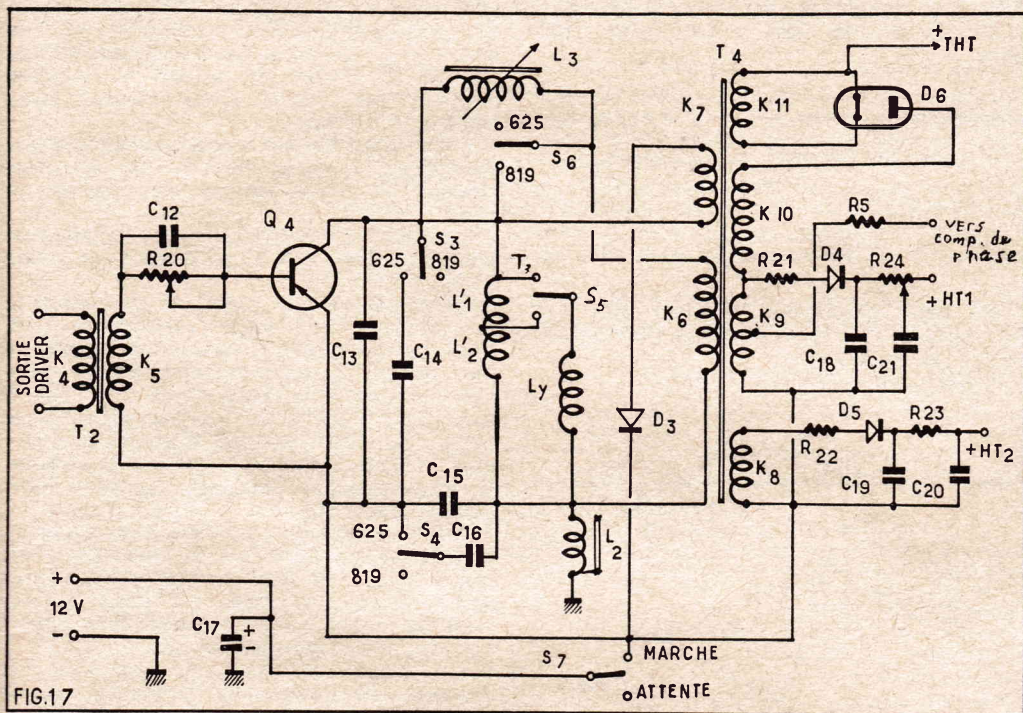 L3
+
THT
T4
D6
K7
K11
625
S6
819
C12
Q4
K10
R5
VERS
comp. de
phase
R20
S3
625
819
T3
R21
D4
R24
+HT1
L'1
S5
K6
K9
SORTIE
DRIVER
K4
K5
C13
C14
L'2
C18
C21
Ly
D3
D5
R23
T2
K8
R22
+HT2
C15
C19
C20
625
S4
C16
L2
819
+
12 V
-
C17
+
-
S7
MARCHE
ATTENTE
FIG.17